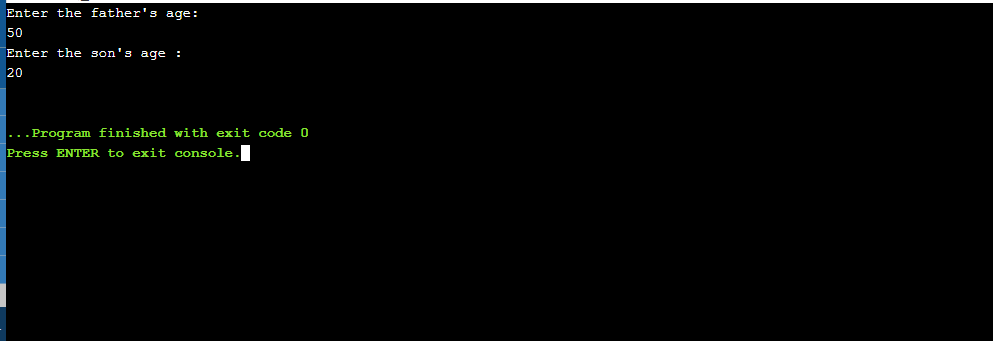 Enter the father's age:
50
Enter the son's age :
20
...Program finished with exit code 0
Press ENTER to exit console.